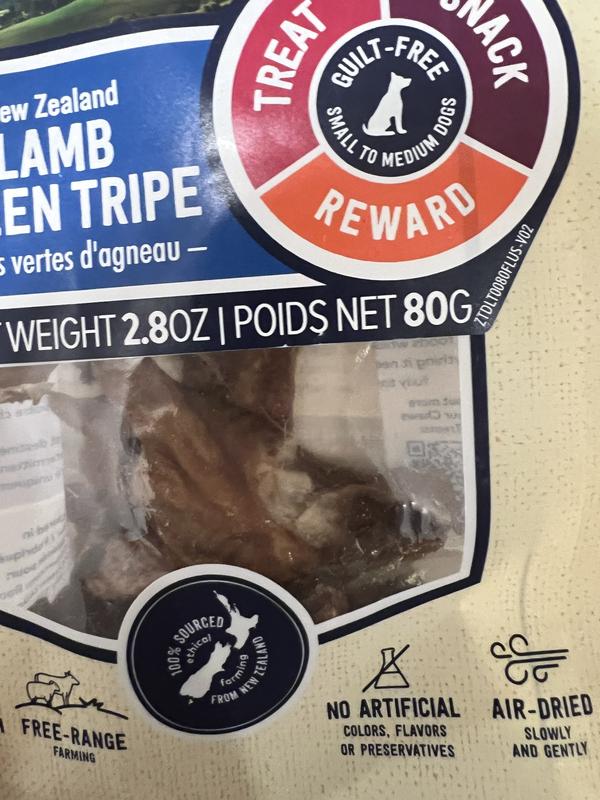 TREAT
SNACK
GUILT-FREE
SMALL TO MEDIUM DOGS
REWARD
ew Zealand
LAMB
EN TRIPE
s vertes d'agneau —
WEIGHT 2.8OZ | POIDS NET 80G
ZTDLT0080FLUS-V02
100% SOURCED
ethical
farming
FROM NEW ZEALAND
FREE-RANGE
FARMING
NO ARTIFICIAL
COLORS, FLAVORS
OR PRESERVATIVES
AIR-DRIED
SLOWLY
AND GENTLY